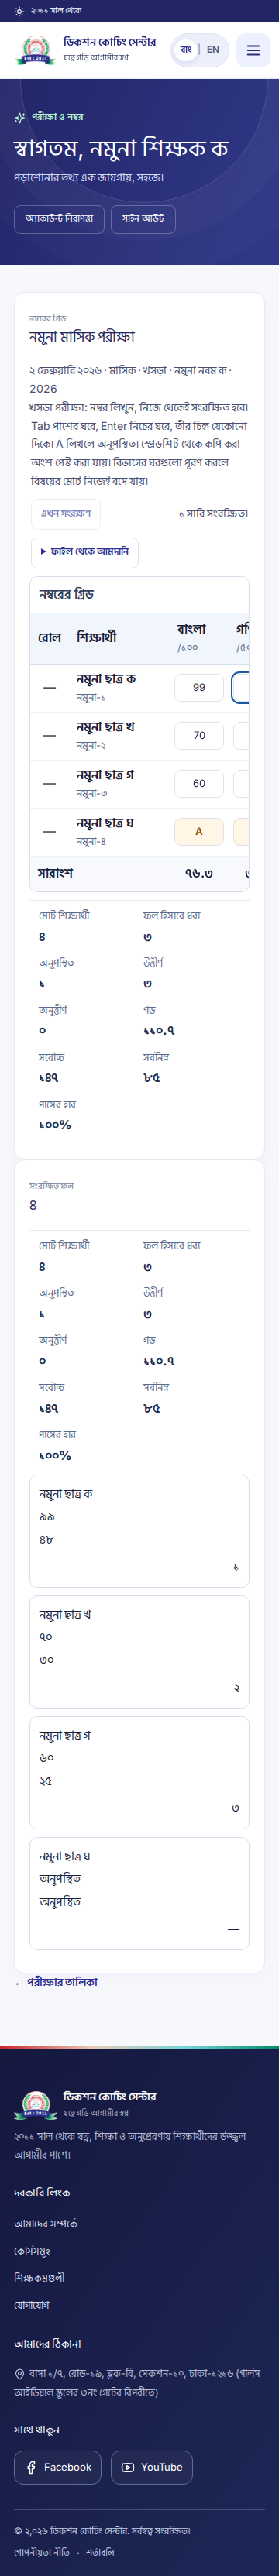 ২০১১ সাল থেকে
ডিকশন কোচিং সেন্টার
যত্নে গড়ি আগামীর স্বপ্ন
বাং | EN
পরীক্ষা ও নম্বর
স্বাগতম, নমুনা শিক্ষক ক
পড়াশোনার তথ্য এক জায়গায়, সহজে।
অ্যাকাউন্ট নিরাপত্তা
সাইন আউট
নম্বরের গ্রিড
নমুনা মাসিক পরীক্ষা
২ ফেব্রুয়ারি ২০২৬ · মাসিক · খসড়া · নমুনা নবম ক ·
2026
খসড়া পরীক্ষা: নম্বর লিখুন, নিজে থেকেই সংরক্ষিত হবে।
Tab পাশের ঘরে, Enter নিচের ঘরে, তীর চিহ্ন যেকোনো
দিকে। A লিখলে অনুপস্থিত। স্প্রেডশিট থেকে কপি করা
অংশ পেস্ট করা যায়। বিভাগের ঘরগুলো পূরণ করলে
বিষয়ের মোট নিজেই বসে যায়।
এখন সংরক্ষণ
১ সারি সংরক্ষিত।
ফাইল থেকে আমদানি
নম্বরের গ্রিড
রোল শিক্ষার্থী বাংলা
/১০০ /৫০
— নমুনা ছাত্র ক 99
নমুনা-১
— নমুনা ছাত্র খ 70
নমুনা-২
— নমুনা ছাত্র গ 60
নমুনা-৩
— নমুনা ছাত্র ঘ A
নমুনা-৪
সারাংশ ৭৬.৩
মোট শিক্ষার্থী ফল হিসাবে ধরা
৪ ৩
অনুপস্থিত উত্তীর্ণ
১ ৩
অনুত্তীর্ণ গড়
০ ১১০.৭
সর্বোচ্চ সর্বনিম্ন
১৪৭ ৮৫
পাসের হার
১০০%
সংরক্ষিত ফল
৪
মোট শিক্ষার্থী ফল হিসাবে ধরা
৪ ৩
অনুপস্থিত উত্তীর্ণ
১ ৩
অনুত্তীর্ণ গড়
০ ১১০.৭
সর্বোচ্চ সর্বনিম্ন
১৪৭ ৮৫
পাসের হার
১০০%
নমুনা ছাত্র ক
৯৯
৪৮
১
নমুনা ছাত্র খ
৭০
৩০
২
নমুনা ছাত্র গ
৬০
২৫
৩
নমুনা ছাত্র ঘ
অনুপস্থিত
অনুপস্থিত
—
← পরীক্ষার তালিকা
ডিকশন কোচিং সেন্টার
যত্নে গড়ি আগামীর স্বপ্ন
২০১১ সাল থেকে যত্ন, শিক্ষা ও অনুপ্রেরণায় শিক্ষার্থীদের উজ্জ্বল
আগামীর পাশে।
দরকারি লিংক
আমাদের সম্পর্কে
কোর্সসমূহ
শিক্ষকমণ্ডলী
যোগাযোগ
আমাদের ঠিকানা
বাসা ১/৭, রোড-১৯, ব্লক-বি, সেকশন-১০, ঢাকা-১২১৬ (গার্লস
আইডিয়াল স্কুলের ৩নং গেটের বিপরীতে)
সাথে থাকুন
Facebook
YouTube
© ২,০২৬ ডিকশন কোচিং সেন্টার. সর্বস্বত্ব সংরক্ষিত।
গোপনীয়তা নীতি · শর্তাবলি